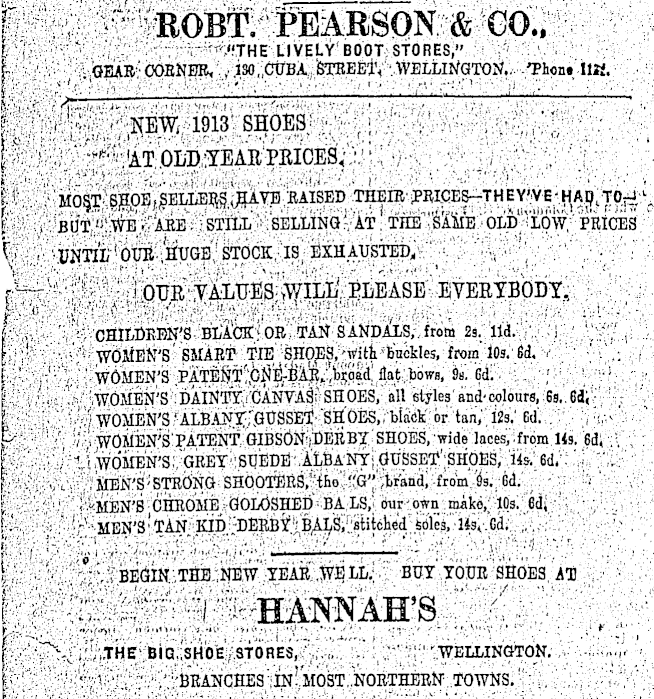 ROBT. PEARSON & CO.,
"THE LIVELY BOOT STORES,"
GEAR CORNER, 130, CUBA STREET, WELLINGTON. 'Phone
NEW 1913 SHOES
AT OLD YEAR PRICES.
MOST SHOE SELLERS HAVE RAISED THEIR PRICES—THEY'VE HAD TO—
BUT WE ARE STILL SELLING AT THE SAME OLD LOW PRICES
UNTIL OUR HUGE STOCK IS EXHAUSTED.
OUR VALUES WILL PLEASE EVERYBODY.
CHILDREN'S BLACK OR TAN SANDALS, from 2s. 11d.
WOMEN'S SMART TIE SHOES, with buckles, from 10s. 6d.
WOMEN'S PATENT ONE-BAR, broad flat bows, 9s. 6d.
WOMEN'S DAINTY CANVAS SHOES, all styles and colours, 6s. 6d.
WOMEN'S ALBANY GUSSET SHOES, black or tan, 12s. 6d.
WOMEN'S PATENT GIBSON DERBY SHOES, wide laces, from 14s. 6d.
WOMEN'S GREY SUEDE ALBANY GUSSET SHOES, 14s. 6d.
MEN'S STRONG SHOOTERS, the "G" brand, from 9s. 6d.
MEN'S CHROME GOLOSHED BALS, our own make, 10s. 6d.
MEN'S TAN KID DERBY BALS, stitched soles, 14s. 6d.
BEGIN THE NEW YEAR WELL. BUY YOUR SHOES AT
HANNAH'S
THE BIG SHOE STORES, WELLINGTON.
BRANCHES IN MOST NORTHERN TOWNS.